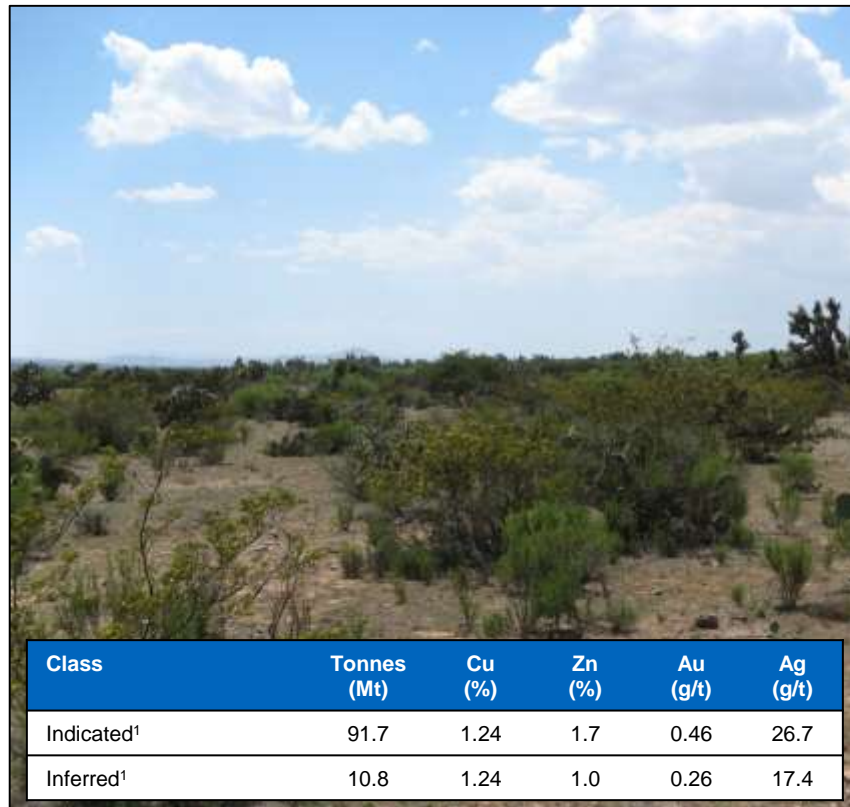 Class Tonnes (Mt) Cu (%) Zn (%) Au (g/t) Ag (g/t)
Indicated¹ 91.7 1.24 1.7 0.46 26.7
Inferred¹ 10.8 1.24 1.0 0.26 17.4